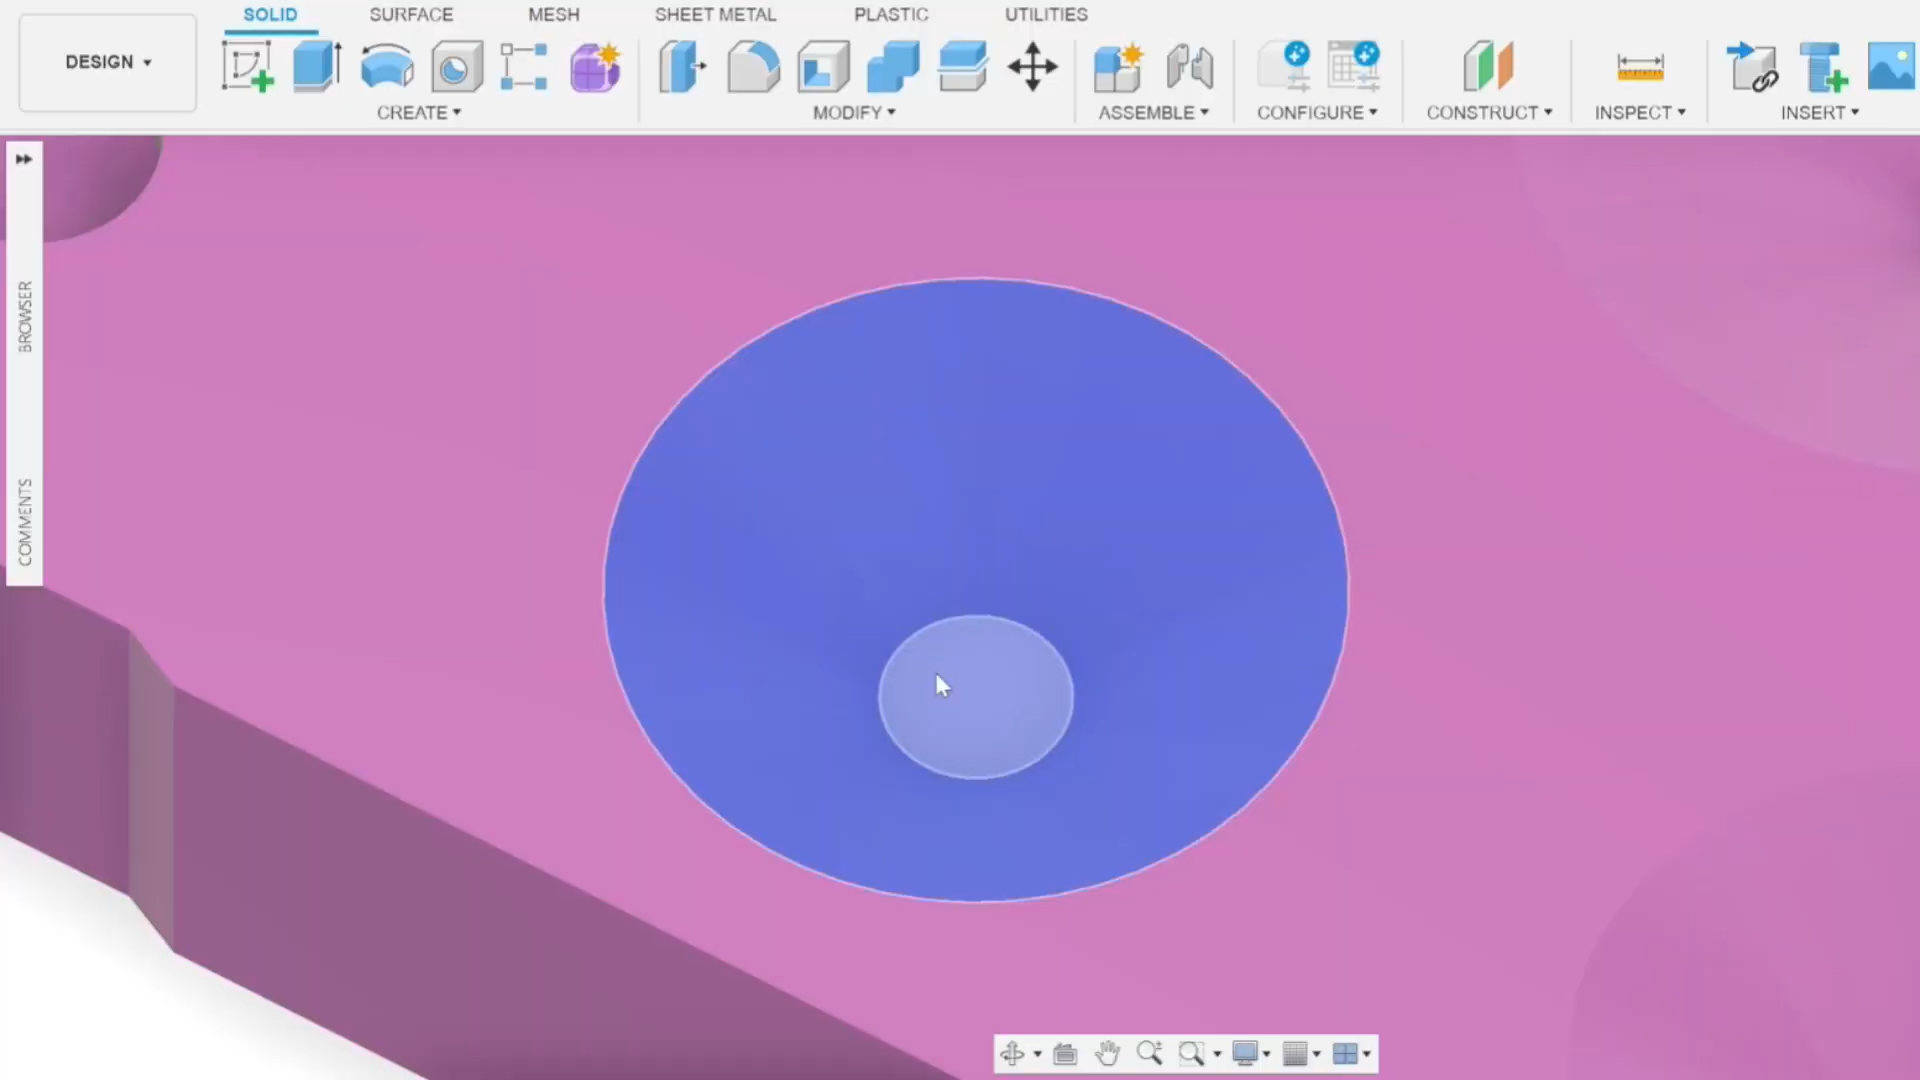 SOLID SURFACE MESH SHEET METAL PLASTIC UTILITIES
DESIGN
CREATE MODIFY ASSEMBLE CONFIGURE CONSTRUCT INSPECT INSERT
BROWSER
COMMENTS